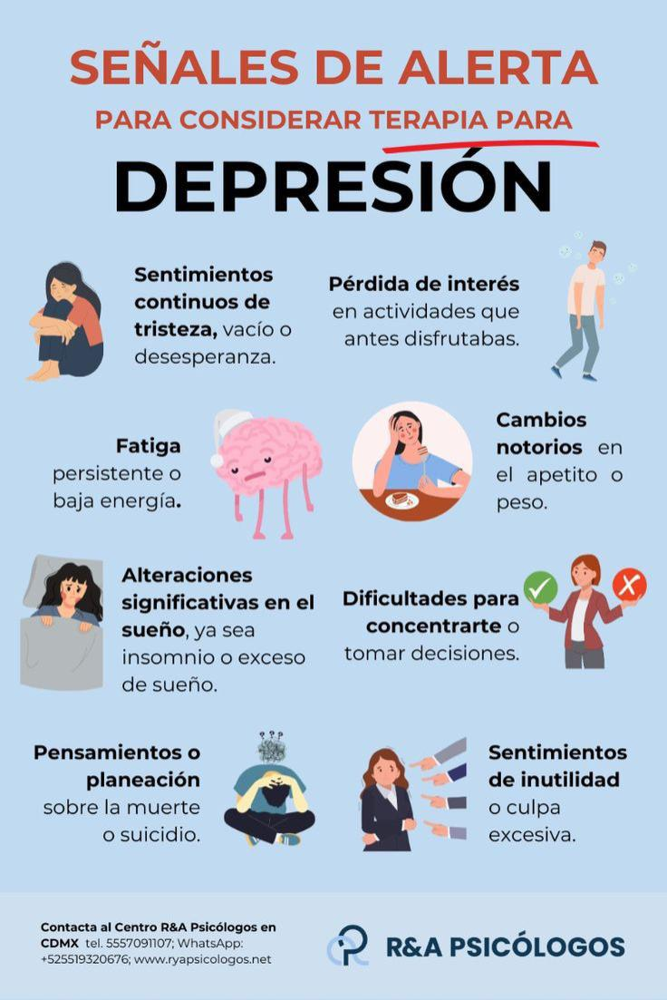 SEÑALES DE ALERTA
PARA CONSIDERAR TERAPIA PARA
DEPRESIÓN
Sentimientos
continuos de
tristeza, vacío o
desesperanza.
Pérdida de interés
en actividades que
antes disfrutabas.
Fatiga
persistente o
baja energía.
Cambios
notorios en
el apetito o
peso.
Alteraciones
significativas en el
sueño, ya sea
insomnio o exceso
de sueño.
Dificultades para
concentrarte o
tomar decisiones.
Pensamientos o
planeación
sobre la muerte
o suicidio.
? ? ?
Sentimientos
de inutilidad
o culpa
excesiva.
Contacta al Centro R&A Psicólogos en
CDMX tel. 5557091107; WhatsApp:
+525519320676; www.ryapsicologos.net
R&A PSICÓLOGOS